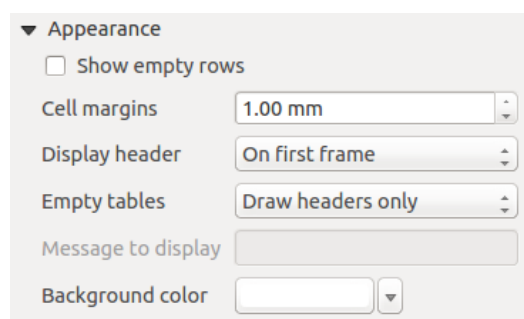 Appearance
Show empty rows
Cell margins 1.00 mm
Display header On first frame
Empty tables Draw headers only
Message to display
Background color